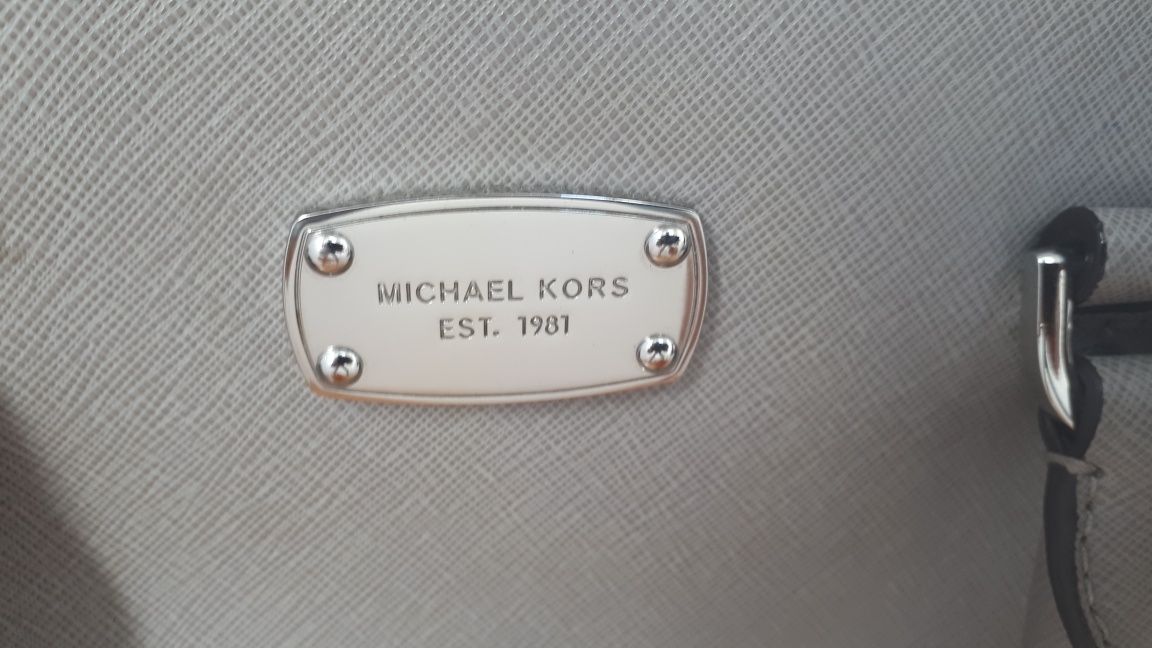 MICHAEL KORS
EST. 1981